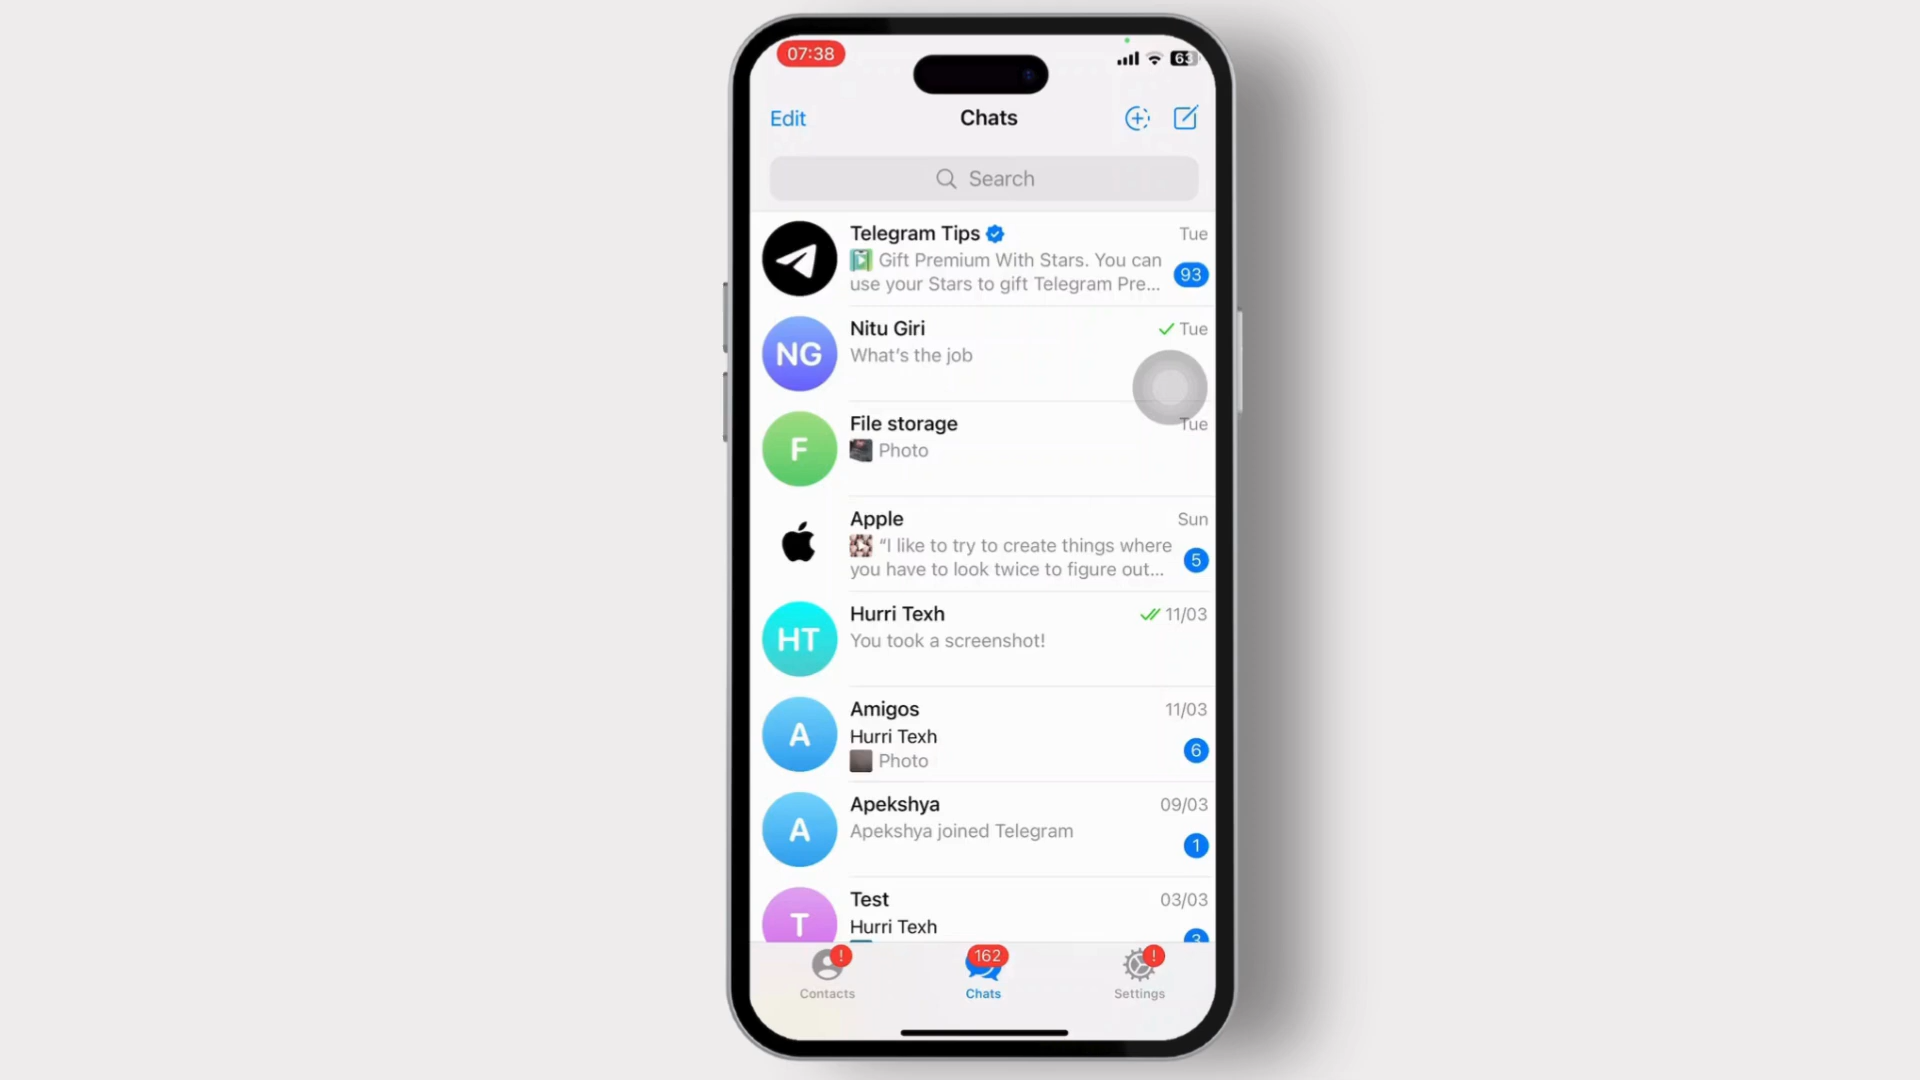 07:38
63
Edit
Chats
Search
Telegram Tips
Tue
Gift Premium With Stars. You can
use your Stars to gift Telegram Pre...
93
NG
Nitu Giri
Tue
What's the job
F
File storage
Tue
Photo
Apple
Sun
“I like to try to create things where
you have to look twice to figure out...
5
HT
Hurri Texh
11/03
You took a screenshot!
A
Amigos
11/03
Hurri Texh
Photo
6
A
Apekshya
09/03
Apekshya joined Telegram
1
T
Test
03/03
Hurri Texh
3
!
162
!
Contacts
Chats
Settings